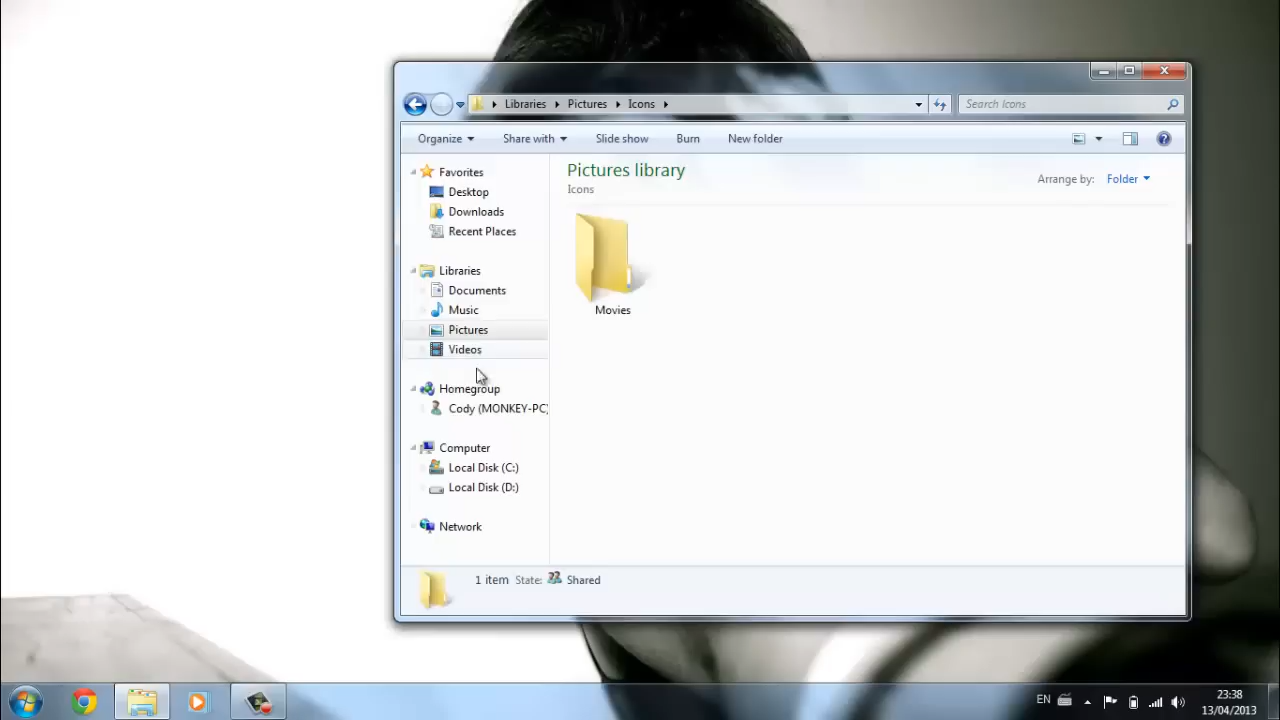 Libraries Pictures Icons
Search Icons
Organize Share with Slide show Burn New folder
Favorites
Desktop
Downloads
Recent Places
Libraries
Documents
Music
Pictures
Videos
Homegroup
Cody (MONKEY-PC)
Computer
Local Disk (C:)
Local Disk (D:)
Network
Pictures library
Icons
Arrange by: Folder
Movies
1 item State: Shared
EN
23:38
13/04/2013